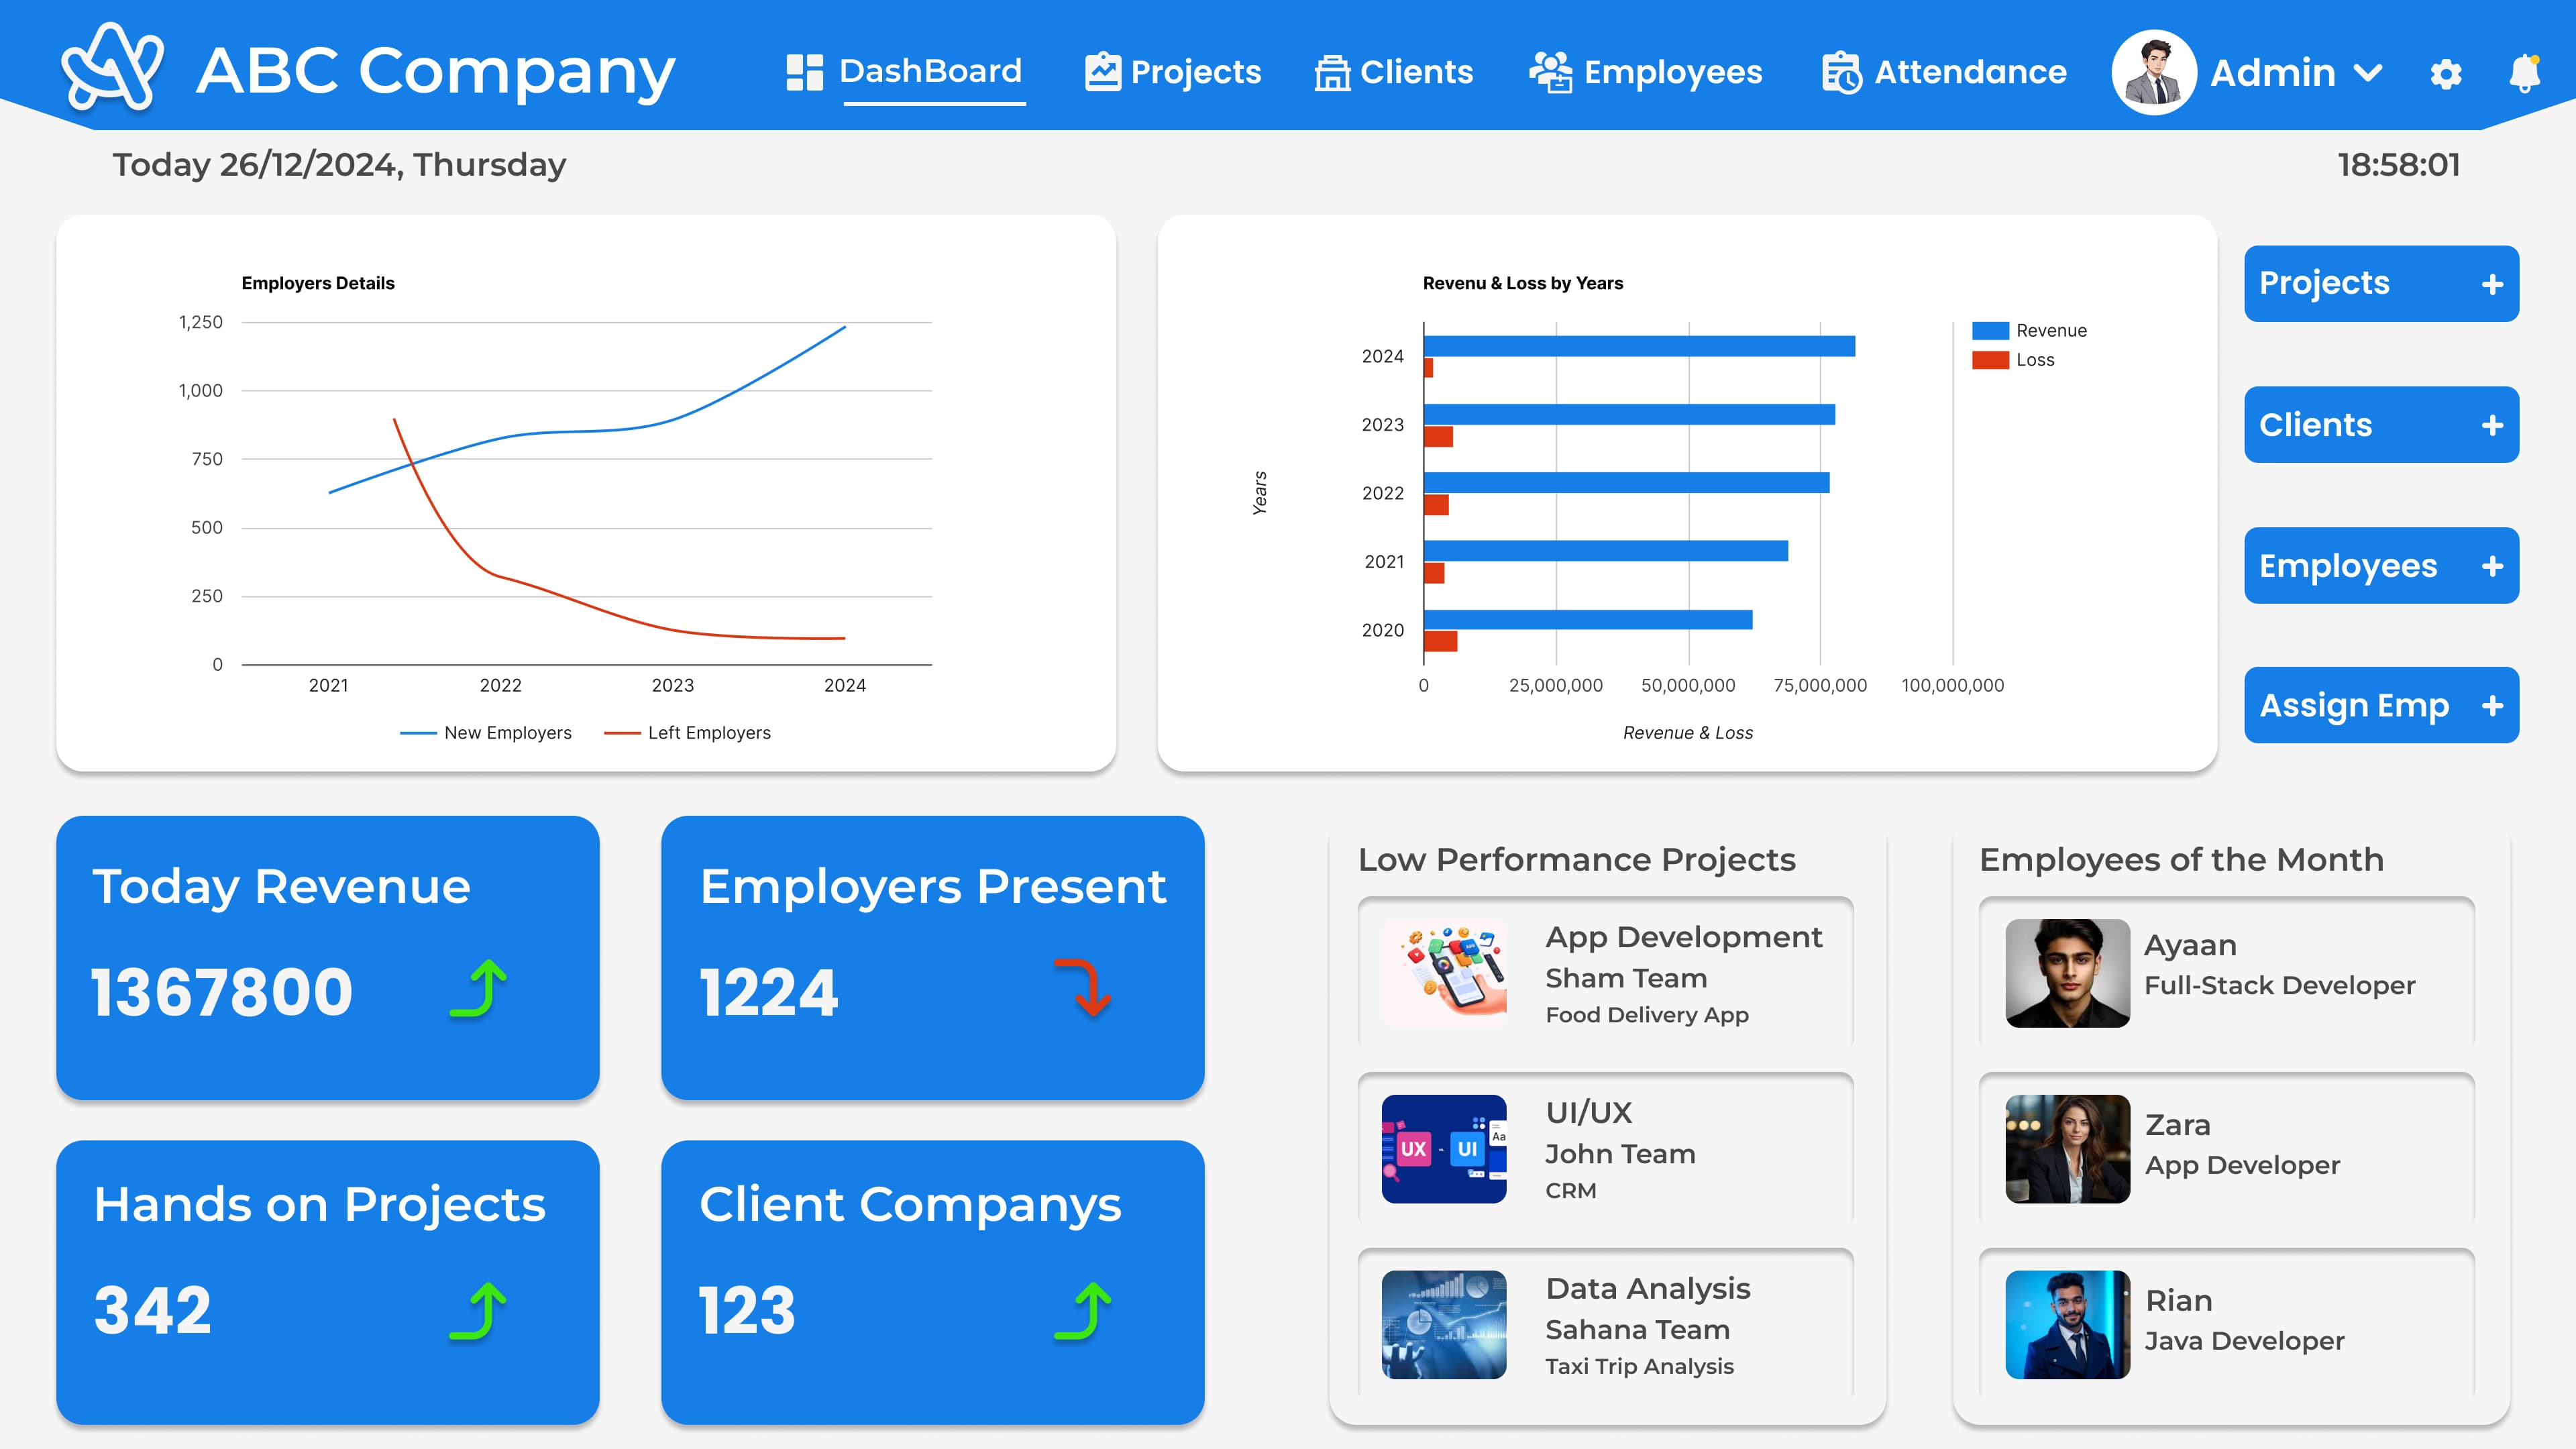 ABC Company
DashBoard
Projects
Clients
Employees
Attendance
Admin
Today 26/12/2024, Thursday
18:58:01
Employers Details
1,250
1,000
750
500
250
0
2021
2022
2023
2024
New Employers
Left Employers
Revenu & Loss by Years
Years
2024
2023
2022
2021
2020
0
25,000,000
50,000,000
75,000,000
100,000,000
Revenue & Loss
Revenue
Loss
Projects +
Clients +
Employees +
Assign Emp +
Today Revenue
1367800
Employers Present
1224
Hands on Projects
342
Client Companys
123
Low Performance Projects
App Development
Sham Team
Food Delivery App
UX
UI
Aa
UI/UX
John Team
CRM
Data Analysis
Sahana Team
Taxi Trip Analysis
Employees of the Month
Ayaan
Full-Stack Developer
Zara
App Developer
Rian
Java Developer